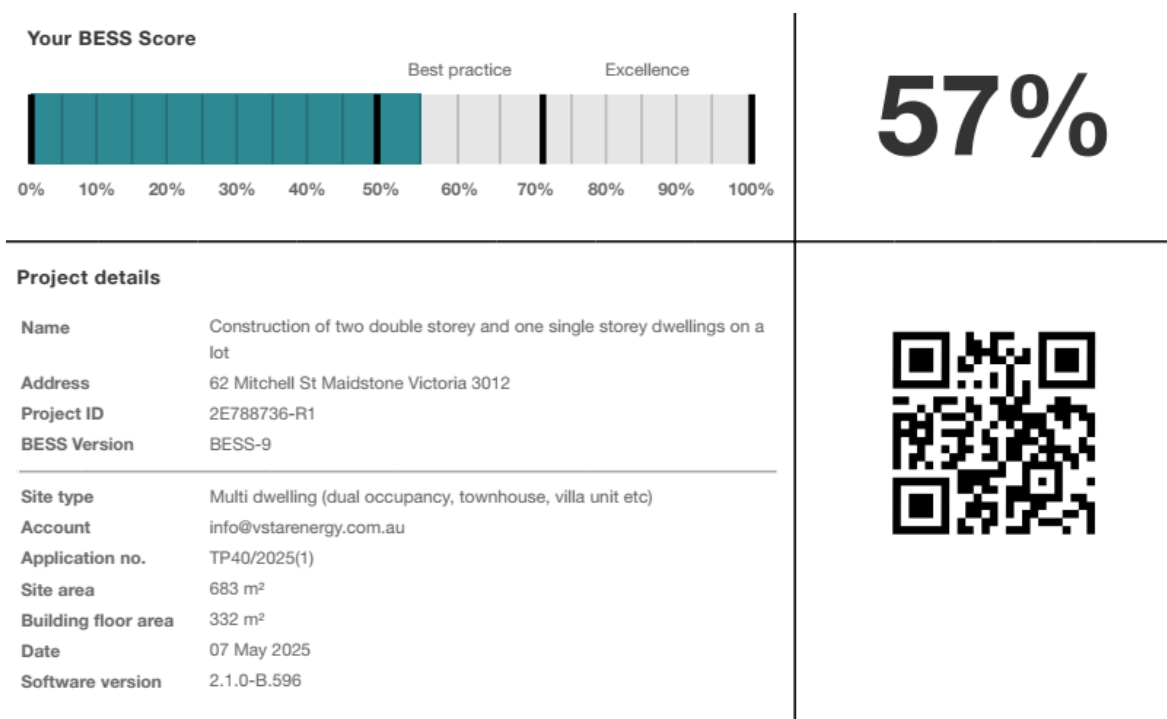 Your BESS Score
Best practice Excellence
0% 10% 20% 30% 40% 50% 60% 70% 80% 90% 100%
57%
Project details
Name Construction of two double storey and one single storey dwellings on a
lot
Address 62 Mitchell St Maidstone Victoria 3012
Project ID 2E788736-R1
BESS Version BESS-9
Site type Multi dwelling (dual occupancy, townhouse, villa unit etc)
Account info@vstarenergy.com.au
Application no. TP40/2025(1)
Site area 683 m²
Building floor area 332 m²
Date 07 May 2025
Software version 2.1.0-B.596